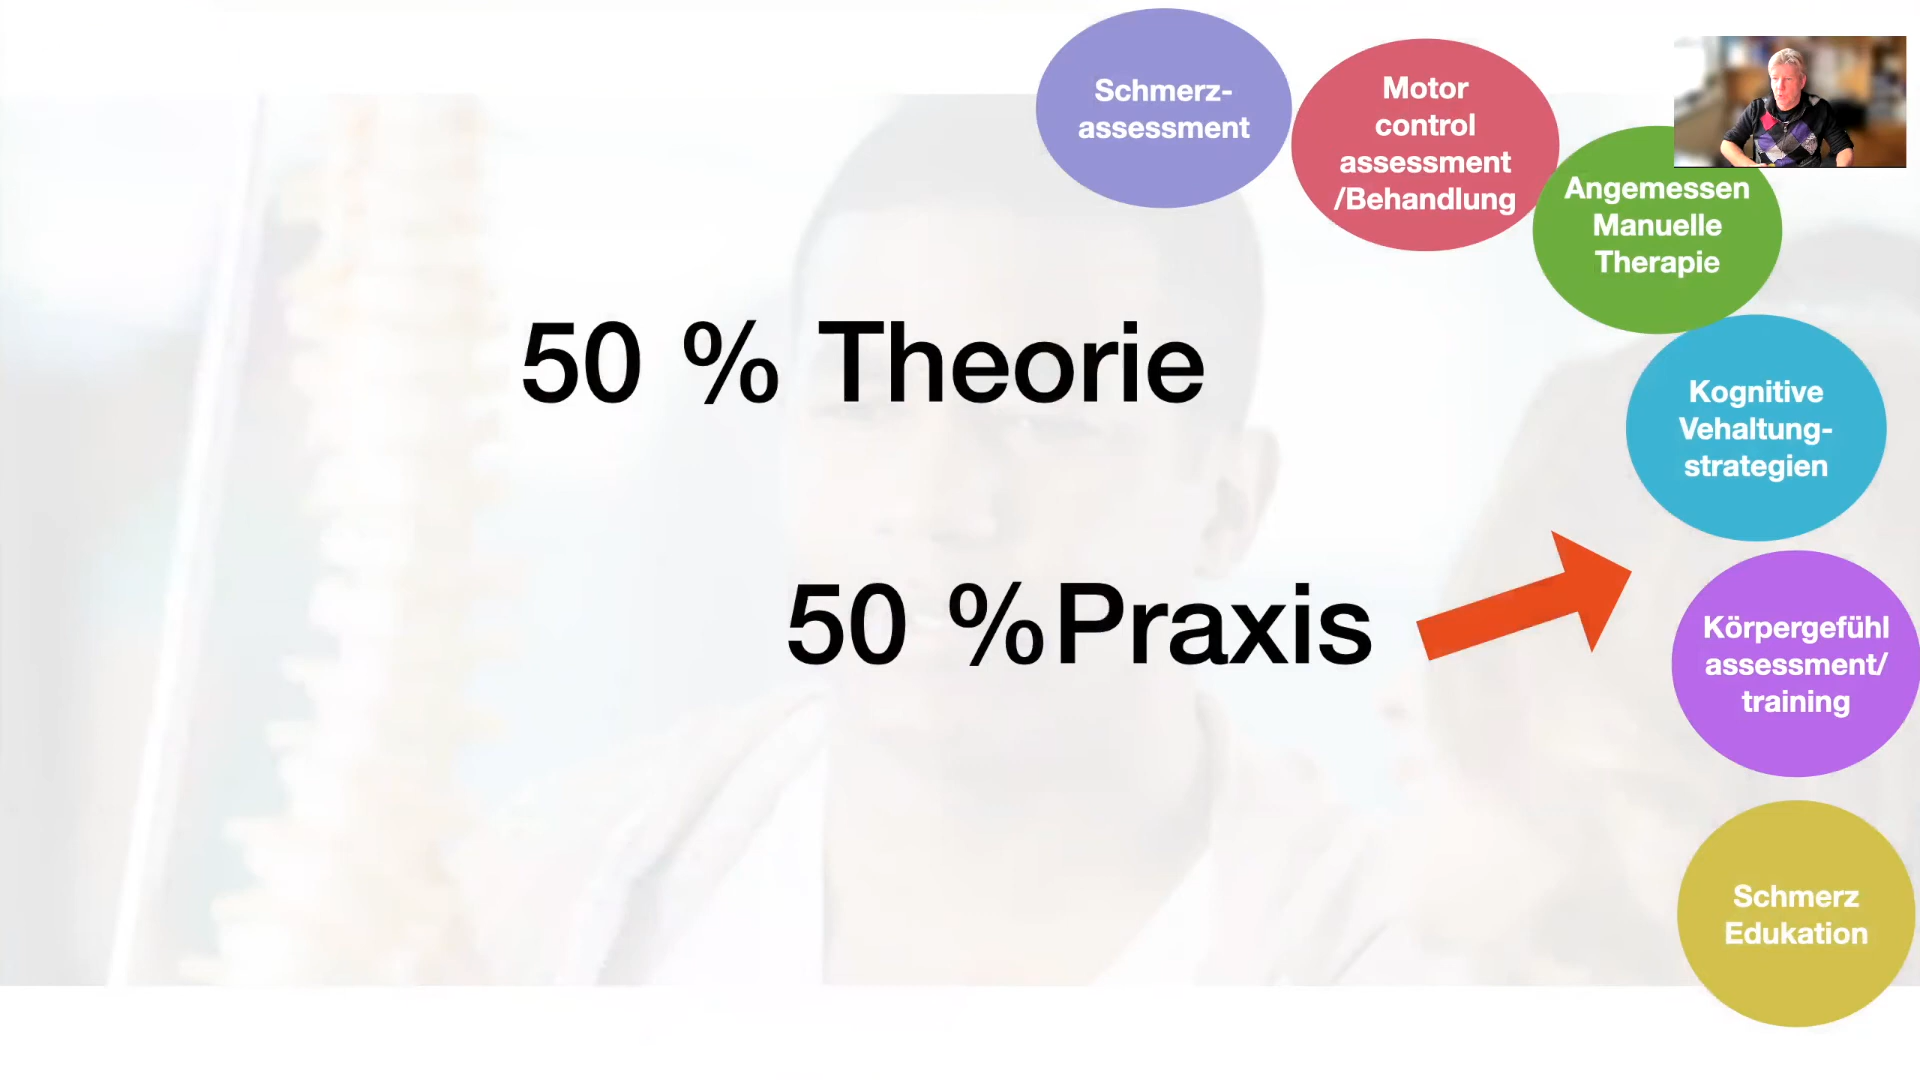 Schmerz-
assessment
Motor
control
assessment
/Behandlung
Angemessen
Manuelle
Therapie
50 % Theorie
Kognitive
Vehaltung-
strategien
50 %Praxis
Körpergefühl
assessment/
training
Schmerz
Edukation